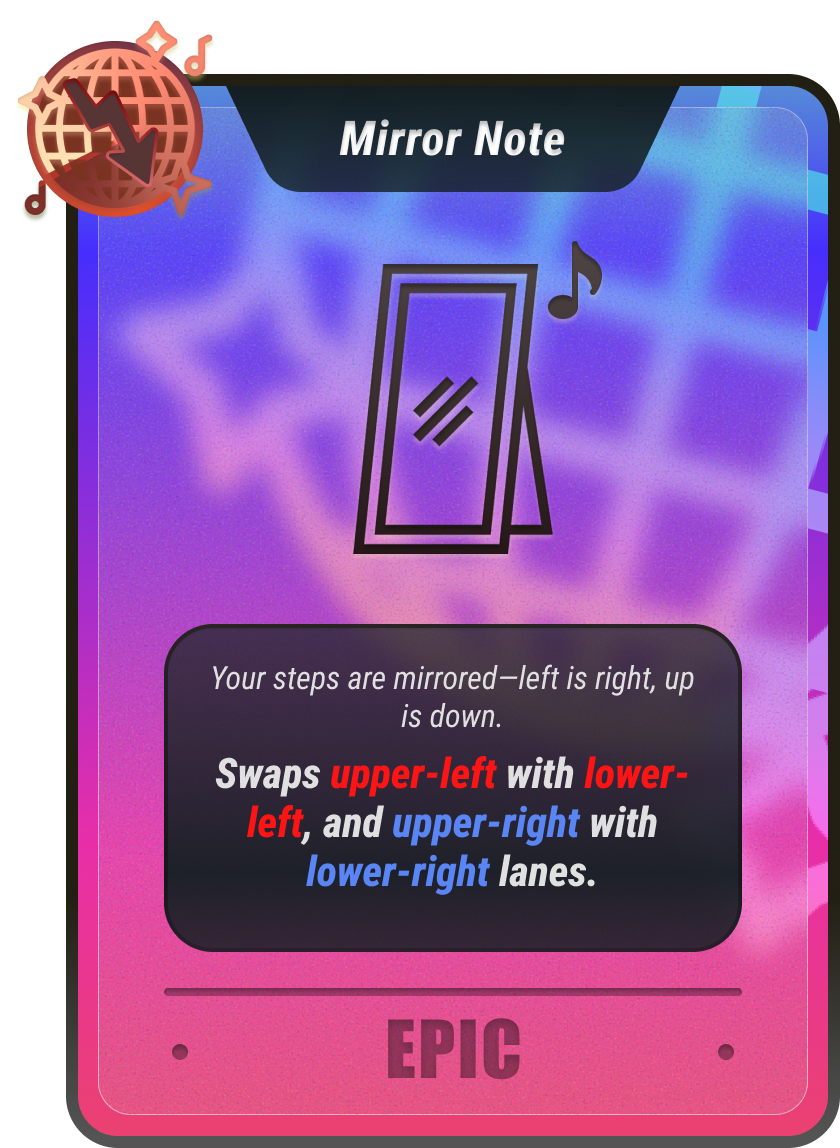 Mirror Note
Your steps are mirrored—left is right, up
is down.
Swaps upper-left with lower-
left, and upper-right with
lower-right lanes.
EPIC